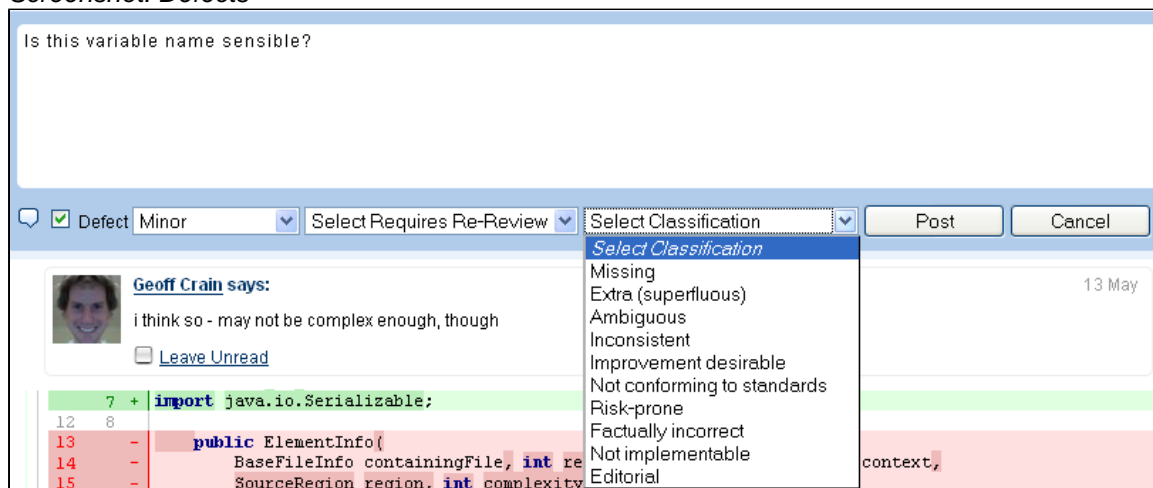 Screenshot: Defects
Is this variable name sensible?
Defect Minor Select Requires Re-Review Select Classification Post Cancel
Select Classification
Missing
Extra (superfluous)
Ambiguous
Inconsistent
Improvement desirable
Not conforming to standards
Risk-prone
Factually incorrect
Not implementable
Editorial
Geoff Crain says: 13 May
i think so - may not be complex enough, though
Leave Unread
7 + import java.io.Serializable;
12 8
13 - public ElementInfo(
14 - BaseFileInfo containingFile, int re context,
15 - SourceRegion region, int complexity